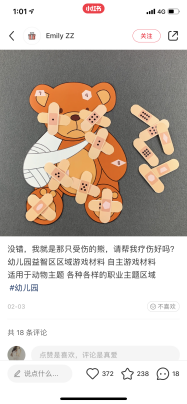 1:01
小红书
4G
Emily ZZ
关注
没错，我就是那只受伤的熊，请帮我疗伤好吗?
幼儿园益智区区域游戏材料 自主游戏材料
适用于动物主题 各种各样的职业主题区域
#幼儿园
02-03
不喜欢
共 18 条评论
点赞是喜欢，评论是真爱
说点什么...
372
238
18